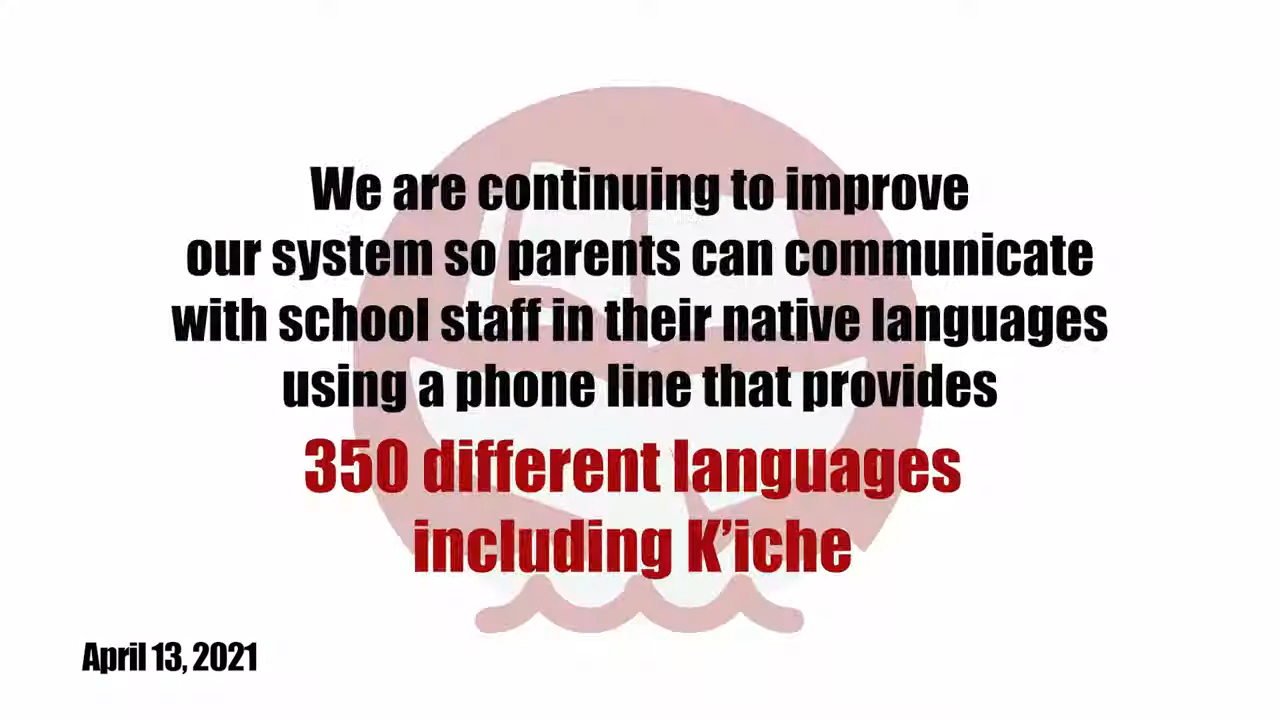 We are continuing to improve
our system so parents can communicate
with school staff in their native languages
using a phone line that provides
350 different languages
including K’iche
April 13, 2021